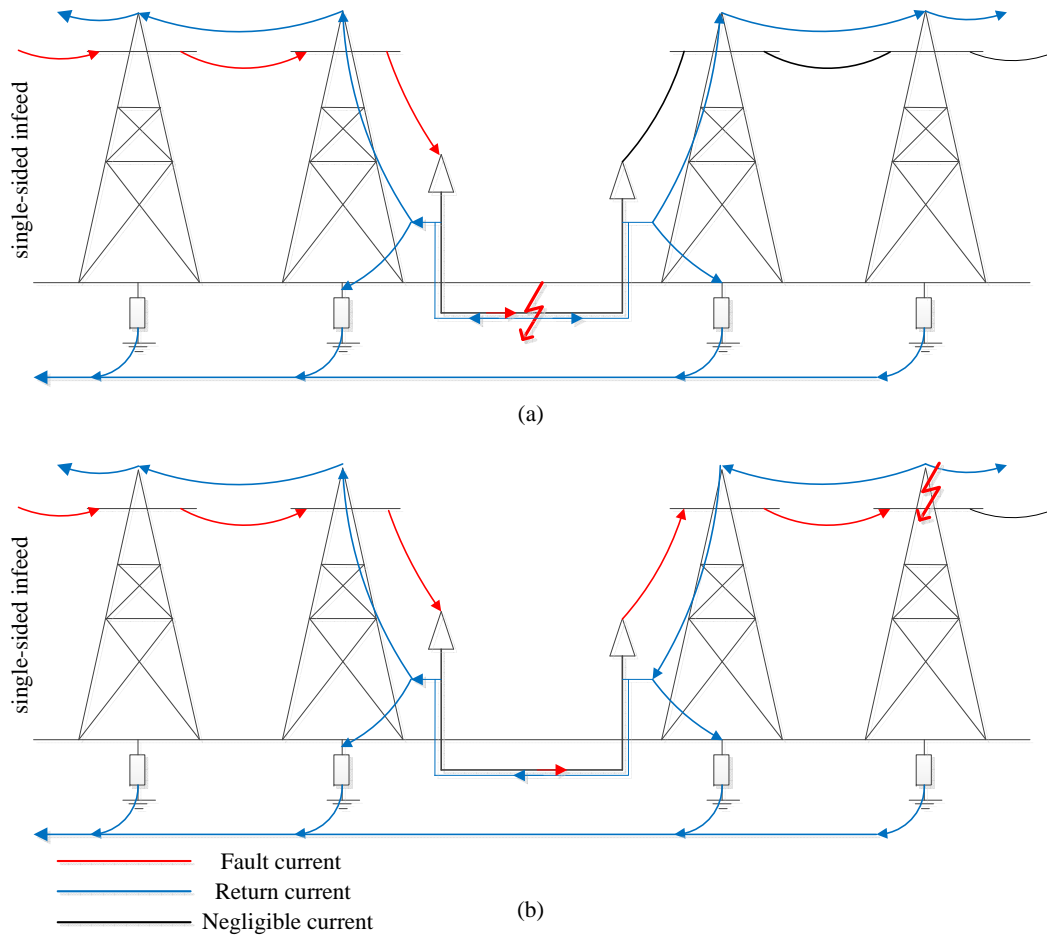 single-sided infeed
(a)
single-sided infeed
Fault current
Return current
Negligible current
(b)